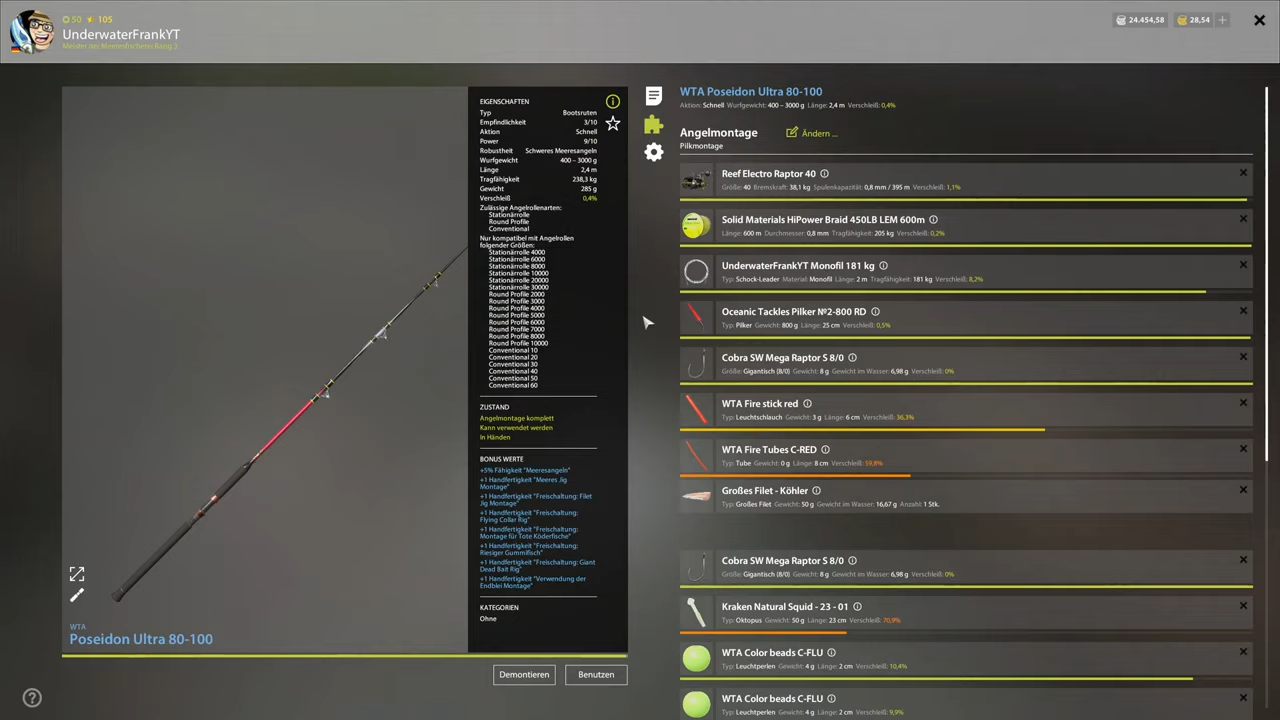 50 105
UnderwaterFrankYT
Meister der Meeresfischerei Rang 3
24.454,58
28,54
EIGENSCHAFTEN
Typ Bootsruten
Empfindlichkeit 3/10
Aktion Schnell
Power 9/10
Robustheit Schweres Meeresangeln
Wurfgewicht 400 – 3000 g
Länge 2,4 m
Tragfähigkeit 238,3 kg
Gewicht 285 g
Verschleiß 0,4%
Zulässige Angelrollenarten:
Stationärrolle
Round Profile
Conventional
Nur kompatibel mit Angelrollen
folgender Größen:
Stationärrolle 4000
Stationärrolle 6000
Stationärrolle 8000
Stationärrolle 10000
Stationärrolle 20000
Stationärrolle 30000
Round Profile 2000
Round Profile 3000
Round Profile 4000
Round Profile 5000
Round Profile 6000
Round Profile 7000
Round Profile 8000
Round Profile 10000
Conventional 10
Conventional 20
Conventional 30
Conventional 40
Conventional 50
Conventional 60
ZUSTAND
Angelmontage komplett
Kann verwendet werden
In Händen
BONUS WERTE
+5% Fähigkeit "Meeresangeln"
+1 Handfertigkeit "Meeres Jig
Montage"
+1 Handfertigkeit "Freischaltung: Filet
Jig Montage"
+1 Handfertigkeit "Freischaltung:
Flying Collar Rig"
+1 Handfertigkeit "Freischaltung:
Montage für Tote Köderfische"
+1 Handfertigkeit "Freischaltung:
Riesiger Gummifisch"
+1 Handfertigkeit "Freischaltung: Giant
Dead Bait Rig"
+1 Handfertigkeit "Verwendung der
Endblei Montage"
KATEGORIEN
Ohne
WTA
Poseidon Ultra 80-100
Demontieren
Benutzen
WTA Poseidon Ultra 80-100
Aktion: Schnell Wurfgewicht: 400 – 3000 g Länge: 2,4 m Verschleiß: 0,4%
Angelmontage Ändern ...
Pilkmontage
Reef Electro Raptor 40
Größe: 40 Bremskraft: 38,1 kg Spulenkapazität: 0,8 mm / 395 m Verschleiß: 1,1%
Solid Materials HiPower Braid 450LB LEM 600m
Länge: 600 m Durchmesser: 0,8 mm Tragfähigkeit: 205 kg Verschleiß: 0,2%
UnderwaterFrankYT Monofil 181 kg
Typ: Schock-Leader Material: Monofil Länge: 2 m Tragfähigkeit: 181 kg Verschleiß: 8,2%
Oceanic Tackles Pilker №2-800 RD
Typ: Pilker Gewicht: 800 g Länge: 25 cm Verschleiß: 0,5%
Cobra SW Mega Raptor S 8/0
Größe: Gigantisch (8/0) Gewicht: 8 g Gewicht im Wasser: 6,98 g Verschleiß: 0%
WTA Fire stick red
Typ: Leuchtschlauch Gewicht: 3 g Länge: 6 cm Verschleiß: 36,3%
WTA Fire Tubes C-RED
Typ: Tube Gewicht: 0 g Länge: 8 cm Verschleiß: 59,8%
Großes Filet - Köhler
Typ: Großes Filet Gewicht: 50 g Gewicht im Wasser: 16,67 g Anzahl: 1 Stk.
Cobra SW Mega Raptor S 8/0
Größe: Gigantisch (8/0) Gewicht: 8 g Gewicht im Wasser: 6,98 g Verschleiß: 0%
Kraken Natural Squid - 23 - 01
Typ: Oktopus Gewicht: 50 g Länge: 23 cm Verschleiß: 70,9%
WTA Color beads C-FLU
Typ: Leuchtperlen Gewicht: 4 g Länge: 2 cm Verschleiß: 10,4%
WTA Color beads C-FLU
Typ: Leuchtperlen Gewicht: 4 g Länge: 2 cm Verschleiß: 9,9%